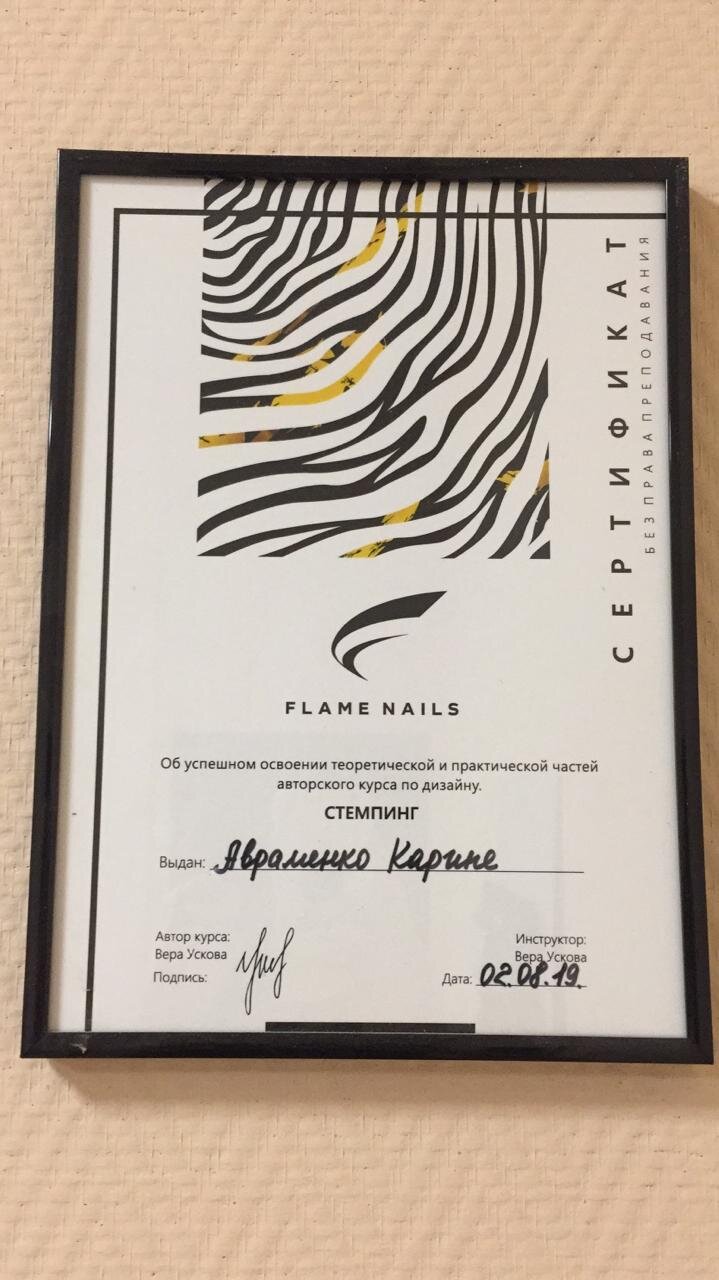 СЕРТИФИКАТ
БЕЗ ПРАВА ПРЕПОДАВАНИЯ
FLAME NAILS
Об успешном освоении теоретической и практической частей
авторского курса по дизайну.
СТЕМПИНГ
Выдан: Авраменко Карине
Автор курса:
Вера Ускова
Подпись:
Инструктор:
Вера Ускова
Дата: 02.08.19.